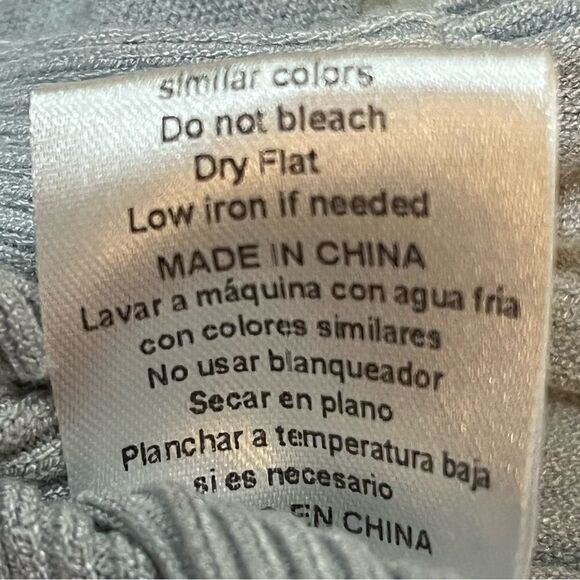 similar colors
Do not bleach
Dry Flat
Low iron if needed
MADE IN CHINA
Lavar a máquina con agua fria
con colores similares
No usar blanqueador
Secar en plano
Planchar a temperatura baja
si es necesario
EN CHINA